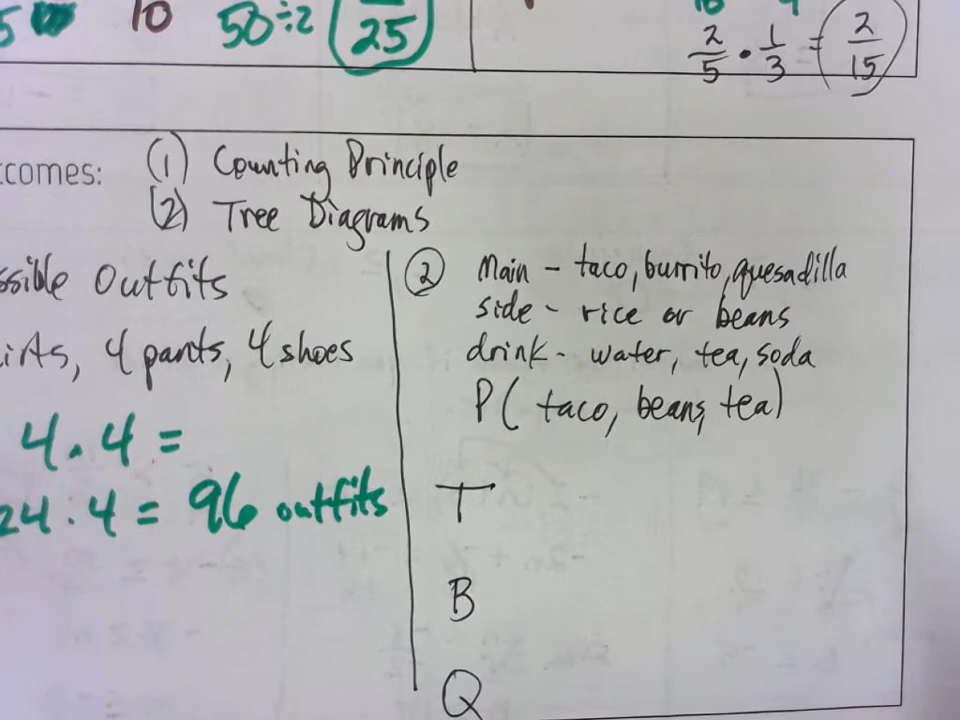 10 50÷2 25
2/5 · 1/3 = 2/15
comes: (1) Counting Principle
(2) Tree Diagrams
ssible Outfits
irts, 4 pants, 4 shoes
4 · 4 =
24 · 4 = 96 outfits
② Main - taco, burrito, quesadilla
side - rice or beans
drink - water, tea, soda
P( taco, beans, tea)
T
B
Q